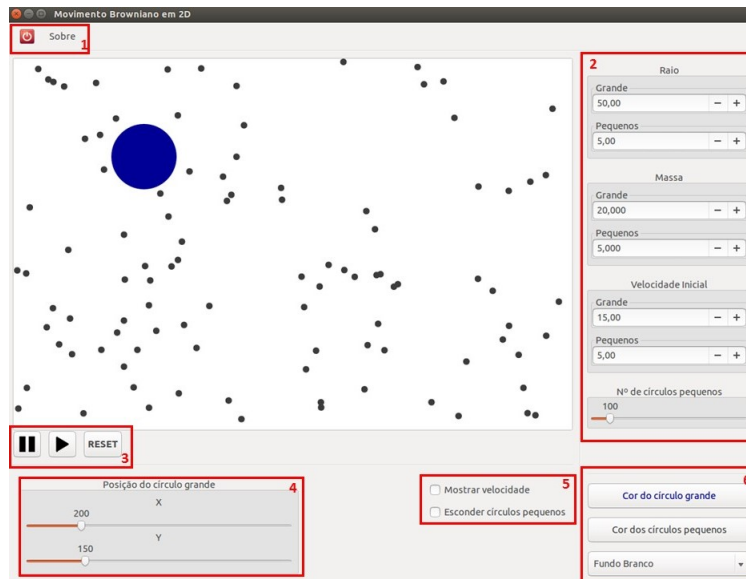 Movimento Browniano em 2D
Sobre
1
2
Raio
Grande
50,00 - +
Pequenos
5,00 - +
Massa
Grande
20,000 - +
Pequenos
5,000 - +
Velocidade Inicial
Grande
15,00 - +
Pequenos
5,00 - +
Nº de círculos pequenos
100
RESET
3
Posição do círculo grande
4
X
200
Y
150
Mostrar velocidade
5
Esconder círculos pequenos
6
Cor do círculo grande
Cor dos círculos pequenos
Fundo Branco